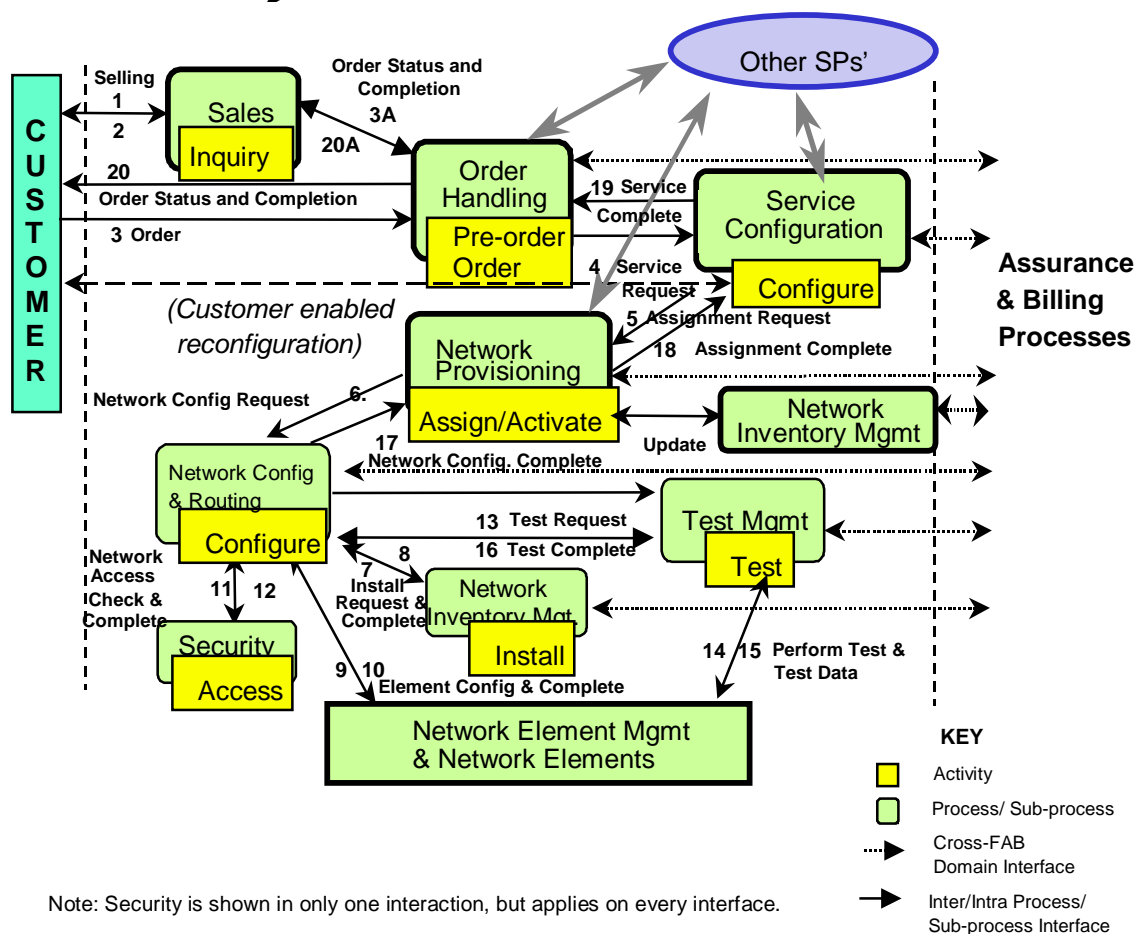 Other SPs'
Selling
1
2
Sales
Inquiry
Order Status and
Completion
3A
20A
CUSTOMER
20
Order Status and Completion
3 Order
Order
Handling
Pre-order
Order
19 Service
Complete
Service
Configuration
Configure
4 Service
Request
5 Assignment Request
18 Assignment Complete
Assurance
& Billing
Processes
(Customer enabled
reconfiguration)
Network
Provisioning
Assign/Activate
Network Config Request
6.
17
Network Config. Complete
Update
Network
Inventory Mgmt
Network Config
& Routing
Configure
13 Test Request
16 Test Complete
Test Mgmt
Test
Network
Access
Check &
Complete
11
12
7
8
Install
Request &
Complete
Network
Inventory Mgt.
Install
Security
Access
9
10
Element Config & Complete
14
15
Perform Test &
Test Data
Network Element Mgmt
& Network Elements
KEY
Activity
Process/ Sub-process
Cross-FAB
Domain Interface
Inter/Intra Process/
Sub-process Interface
Note: Security is shown in only one interaction, but applies on every interface.